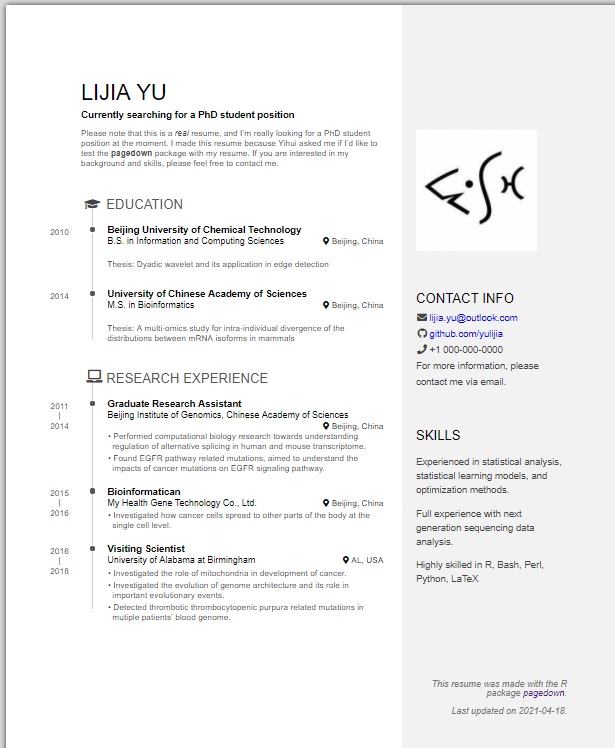 LIJIA YU
Currently searching for a PhD student position
Please note that this is a real resume, and I'm really looking for a PhD student
position at the moment. I made this resume because Yihui asked me if I'd like to
test the pagedown package with my resume. If you are interested in my
background and skills, please feel free to contact me.
EDUCATION
2010
Beijing University of Chemical Technology
B.S. in Information and Computing Sciences Beijing, China
Thesis: Dyadic wavelet and its application in edge detection
2014
University of Chinese Academy of Sciences
M.S. in Bioinformatics Beijing, China
Thesis: A multi-omics study for intra-individual divergence of the
distributions between mRNA isoforms in mammals
RESEARCH EXPERIENCE
2011
|
2014
Graduate Research Assistant
Beijing Institute of Genomics, Chinese Academy of Sciences
Beijing, China
• Performed computational biology research towards understanding
regulation of alternative splicing in human and mouse transcriptome.
• Found EGFR pathway related mutations, aimed to understand the
impacts of cancer mutations on EGFR signaling pathway.
2015
|
2016
Bioinformatican
My Health Gene Technology Co., Ltd. Beijing, China
• Investigated how cancer cells spread to other parts of the body at the
single cell level.
2016
|
2018
Visiting Scientist
University of Alabama at Birmingham AL, USA
• Investigated the role of mitochondria in development of cancer.
• Investigated the evolution of genome architecture and its role in
important evolutionary events.
• Detected thrombotic thrombocytopenic purpura related mutations in
mutiple patients' blood genome.
CONTACT INFO
lijia.yu@outlook.com
github.com/yulijia
+1 000-000-0000
For more information, please
contact me via email.
SKILLS
Experienced in statistical analysis,
statistical learning models, and
optimization methods.
Full experience with next
generation sequencing data
analysis.
Highly skilled in R, Bash, Perl,
Python, LaTeX
This resume was made with the R
package pagedown.
Last updated on 2021-04-18.